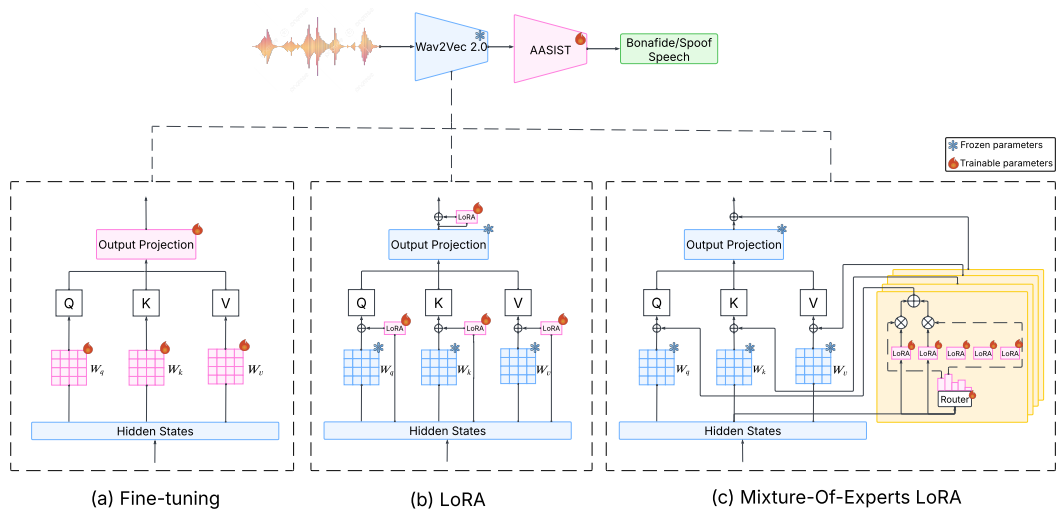 Wav2Vec 2.0
AASIST
Bonafide/Spoof
Speech
Frozen parameters
Trainable parameters
Output Projection
Q
K
V
W_q
W_k
W_v
Hidden States
(a) Fine-tuning
LoRA
Output Projection
Q
K
V
LoRA
LoRA
LoRA
W_q
W_k
W_v
Hidden States
(b) LoRA
Output Projection
Q
K
V
W_q
W_k
W_v
LoRA
LoRA
LoRA
LoRA
LoRA
Router
Hidden States
(c) Mixture-Of-Experts LoRA